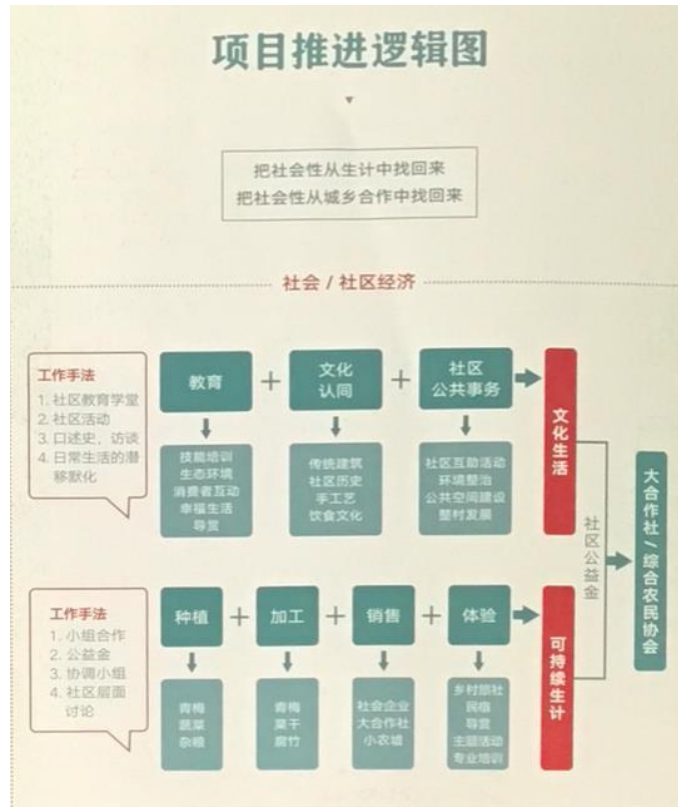 项目推进逻辑图
把社会性从生计中找回来
把社会性从城乡合作中找回来
社会 / 社区经济
工作手法
1. 社区教育学堂
2. 社区活动
3. 口述史，访谈
4. 日常生活的潜
移默化
教育
+
文化
认同
+
社区
公共事务
技能培训
生态环境
消费者互动
幸福生活
导赏
传统建筑
社区历史
手工艺
饮食文化
社区互助活动
环境整治
公共空间建设
整村发展
文化生活
社区公益金
大合作社 / 综合农民协会
工作手法
1. 小组合作
2. 公益金
3. 协调小组
4. 社区层面
讨论
种植
+
加工
+
销售
+
体验
青梅
蔬菜
杂粮
青梅
菜干
腐竹
社会企业
大合作社
小农墟
乡村旅社
民宿
导赏
主题活动
专业培训
可持续生计